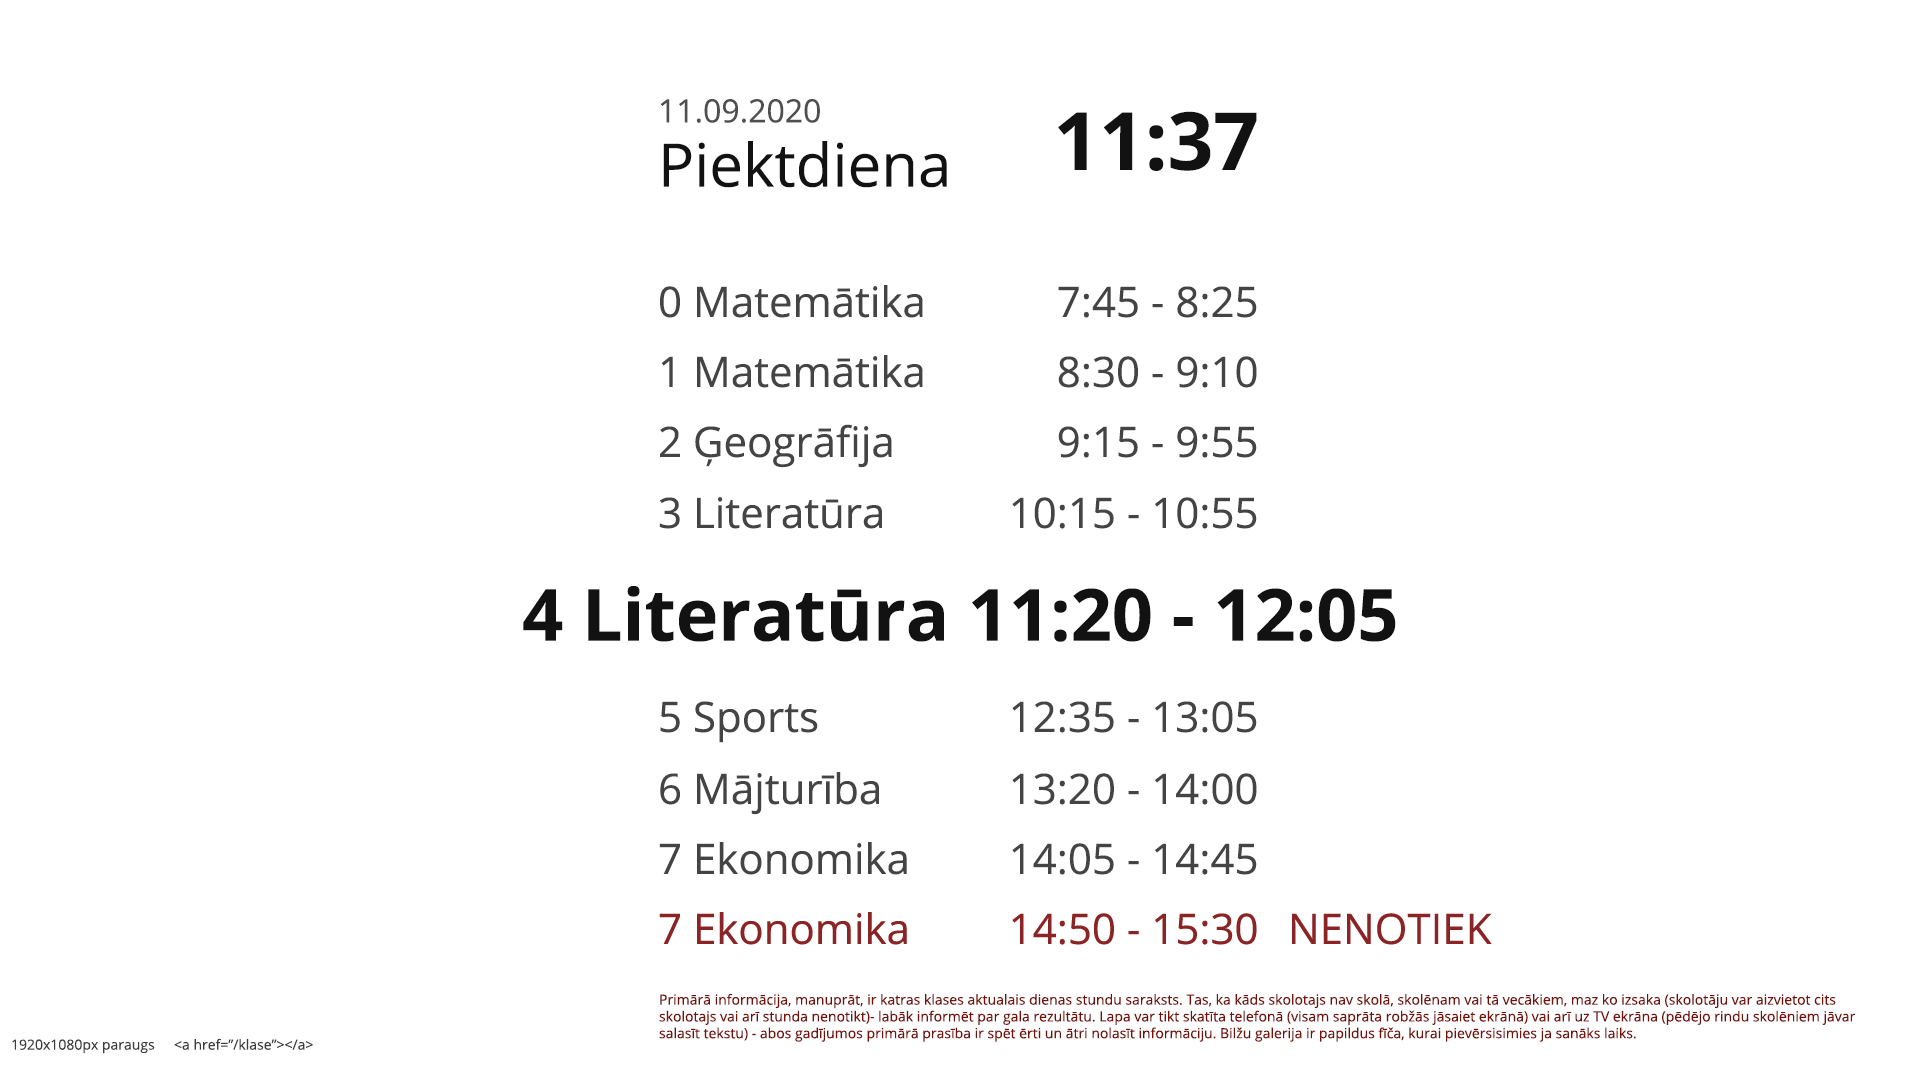 11.09.2020
Piektdiena
11:37
0 Matemātika 7:45 - 8:25
1 Matemātika 8:30 - 9:10
2 Ģeogrāfija 9:15 - 9:55
3 Literatūra 10:15 - 10:55
4 Literatūra 11:20 - 12:05
5 Sports 12:35 - 13:05
6 Mājturība 13:20 - 14:00
7 Ekonomika 14:05 - 14:45
7 Ekonomika 14:50 - 15:30 NENOTIEK
Primārā informācija, manuprāt, ir katras klases aktualais dienas stundu saraksts. Tas, ka kāds skolotajs nav skolā, skolēnam vai tā vecākiem, maz ko izsaka (skolotāju var aizvietot cits
skolotajs vai arī stunda nenotikt)- labāk informēt par gala rezultātu. Lapa var tikt skatīta telefonā (visam saprāta robžās jāsaiet ekrānā) vai arī uz TV ekrāna (pēdējo rindu skolēniem jāvar
salasīt tekstu) - abos gadījumos primārā prasība ir spēt ērti un ātri nolasīt informāciju. Bilžu galerija ir papildus fīča, kurai pievērsisimies ja sanāks laiks.
1920x1080px paraugs <a href=”/klase”></a>